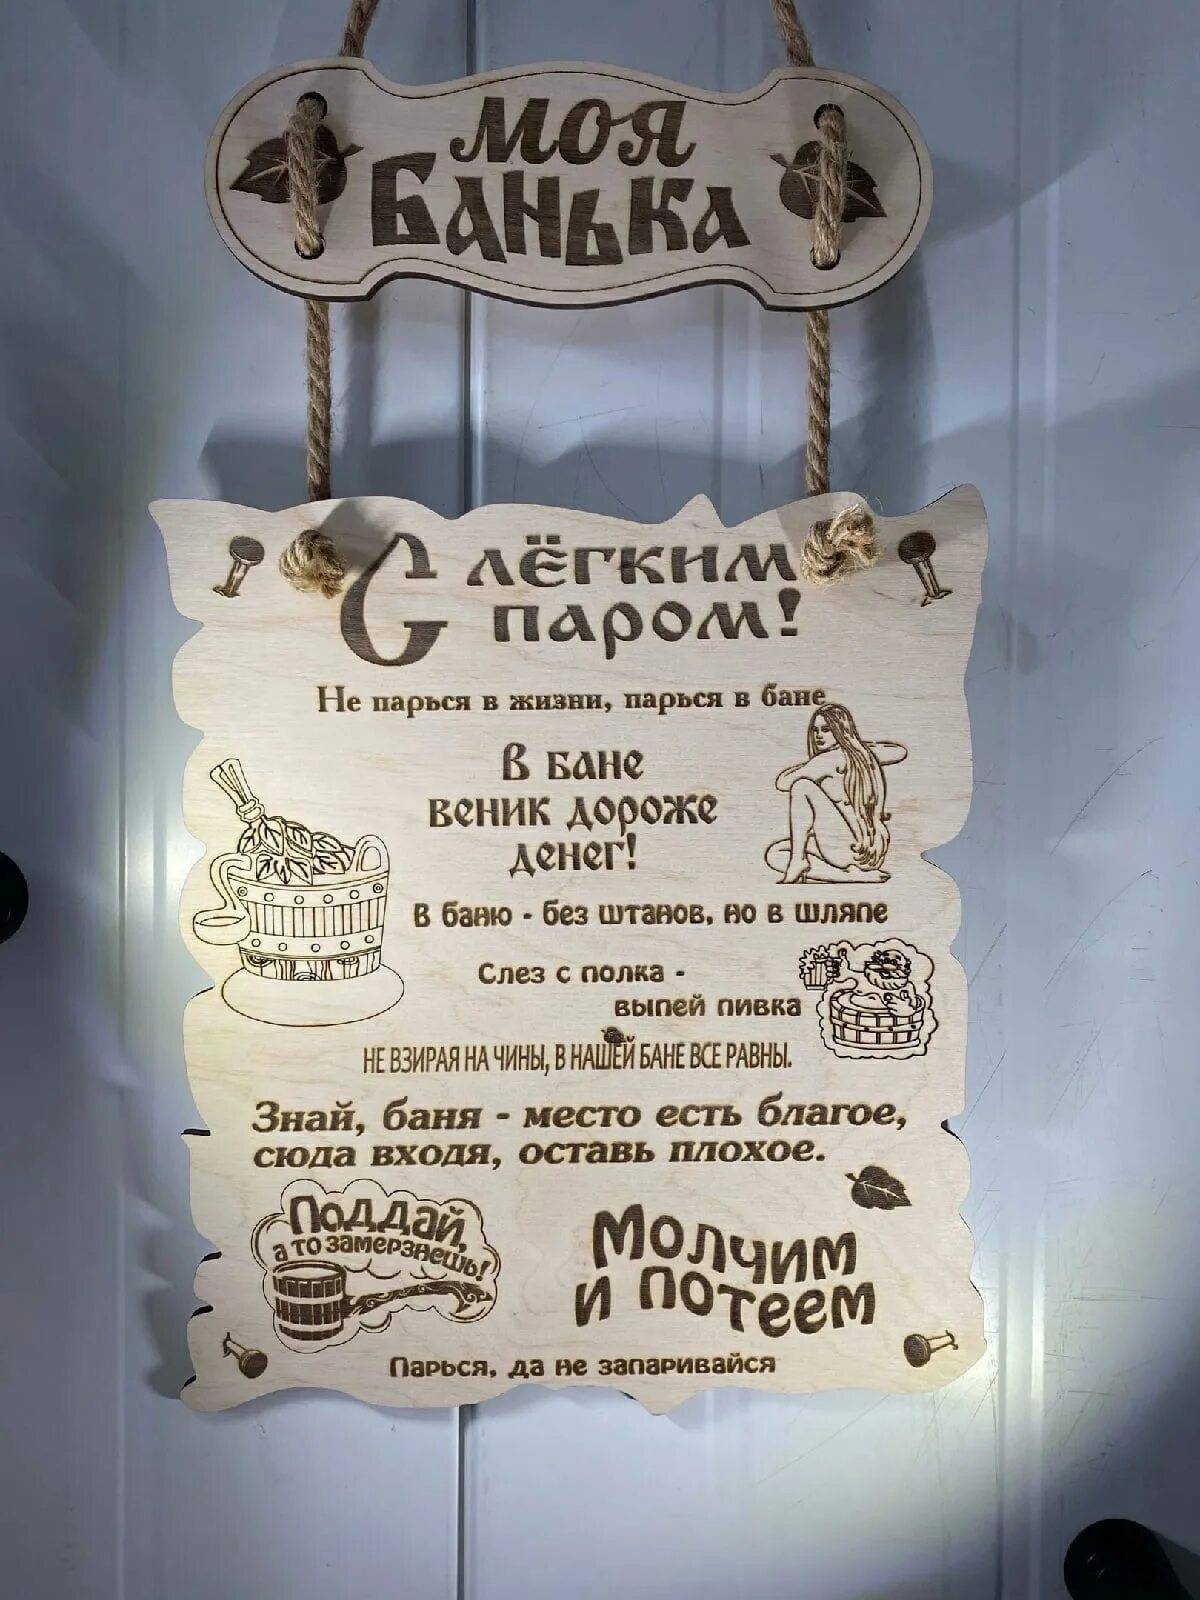 Моя
Банька
С лёгким
паром!
Не парься в жизни, парься в бане
В бане
веник дороже
денег!
В баню - без штанов, но в шляпе
Слез с полка -
выпей пивка
НЕ ВЗИРАЯ НА ЧИНЫ, В НАШЕЙ БАНЕ ВСЕ РАВНЫ.
Знай, баня - место есть благое,
сюда входя, оставь плохое.
Поддай,
а то замерзнешь!
Молчим
и потеем
Парься, да не запаривайся